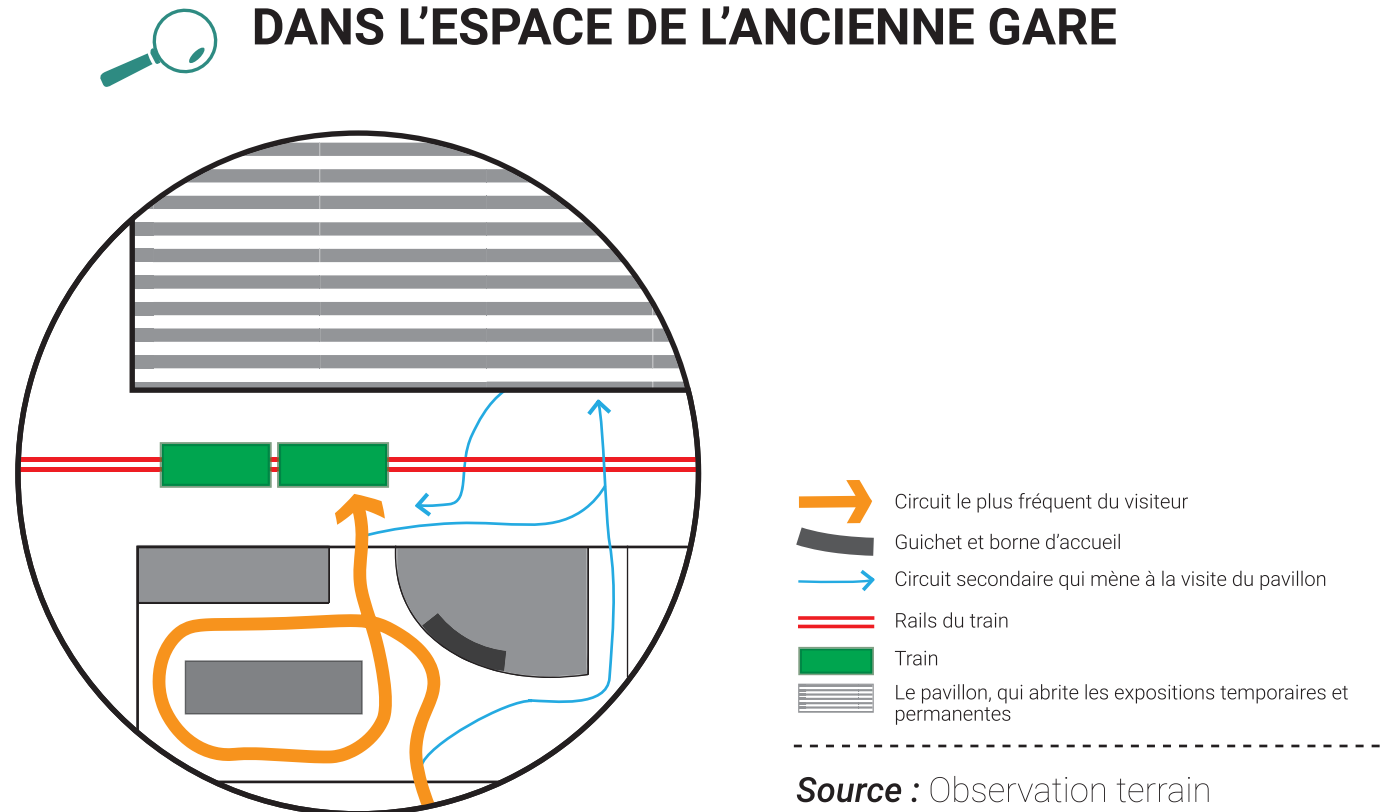 DANS L’ESPACE DE L’ANCIENNE GARE
Circuit le plus fréquent du visiteur
Guichet et borne d’accueil
Circuit secondaire qui mène à la visite du pavillon
Rails du train
Train
Le pavillon, qui abrite les expositions temporaires et
permanentes
Source : Observation terrain